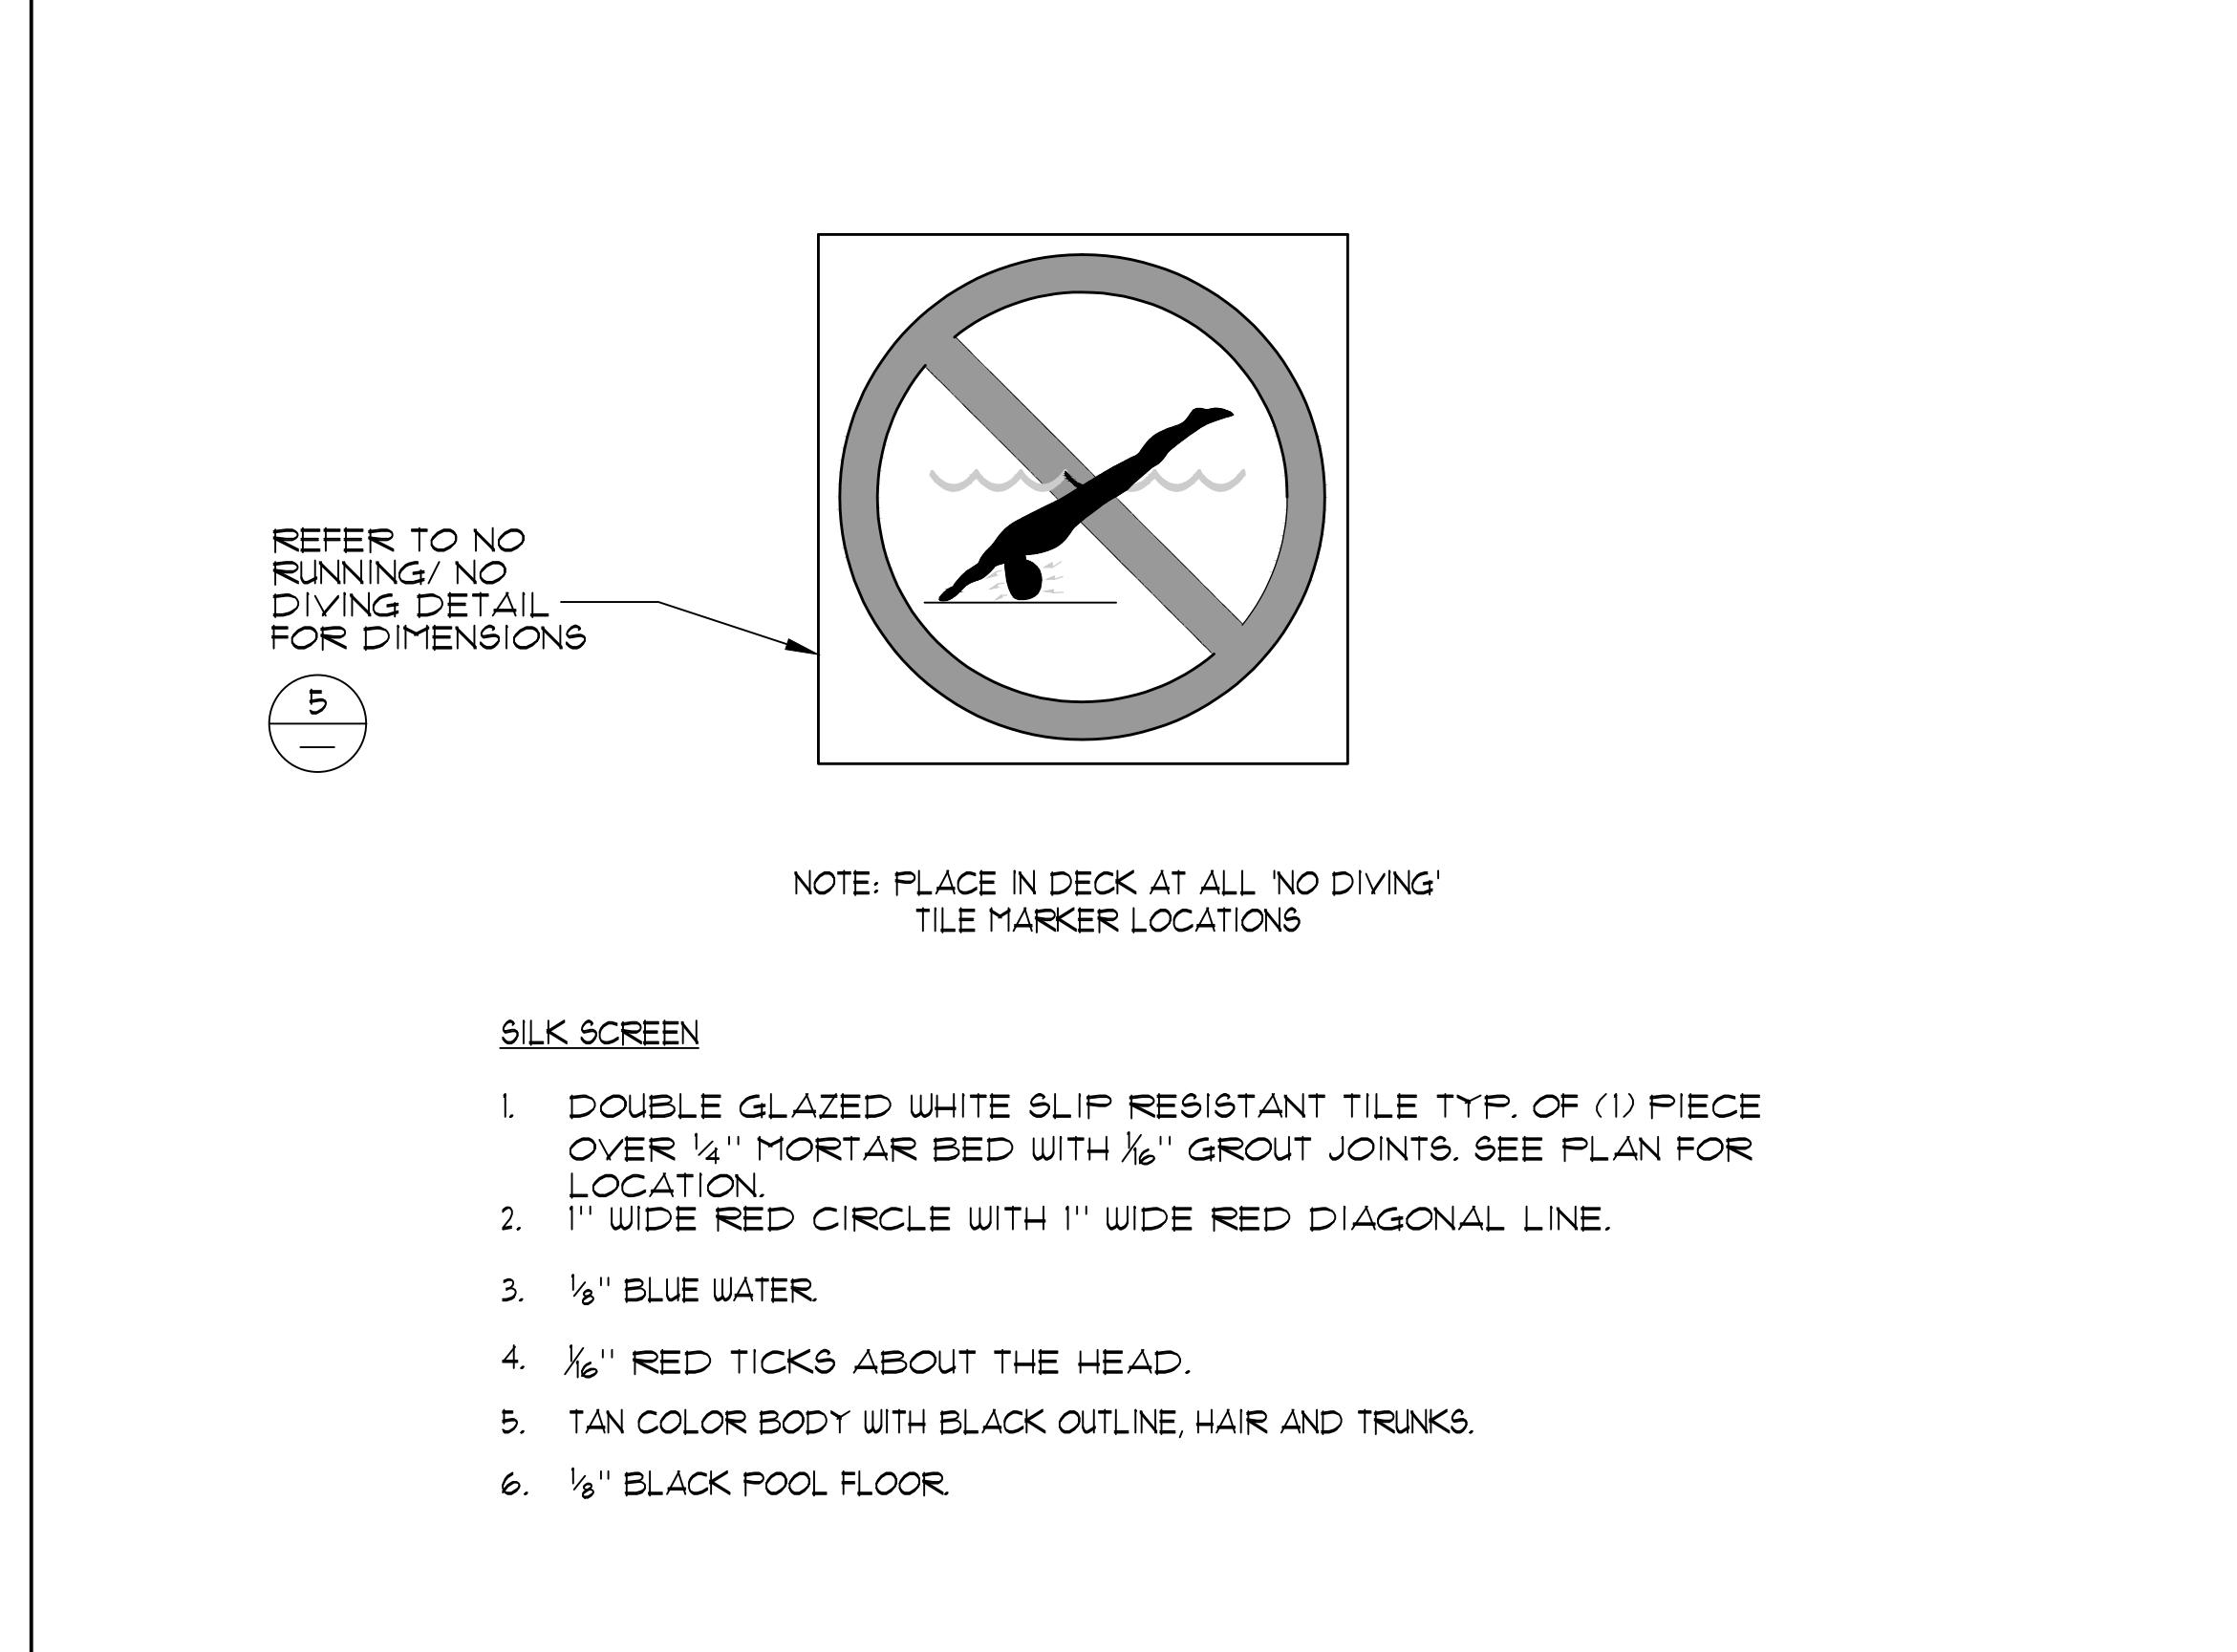 REFER TO NO
RUNNING/ NO
DIVING DETAIL
FOR DIMENSIONS
5
—
NOTE: PLACE IN DECK AT ALL 'NO DIVING'
TILE MARKER LOCATIONS
SILK SCREEN
1. DOUBLE GLAZED WHITE SLIP RESISTANT TILE TYP. OF (1) PIECE
OVER 1/4" MORTAR BED WITH 1/16" GROUT JOINTS. SEE PLAN FOR
LOCATION.
2. 1" WIDE RED CIRCLE WITH 1" WIDE RED DIAGONAL LINE.
3. 1/8" BLUE WATER.
4. 1/16" RED TICKS ABOUT THE HEAD.
5. TAN COLOR BODY WITH BLACK OUTLINE, HAIR AND TRUNKS.
6. 1/8" BLACK POOL FLOOR.